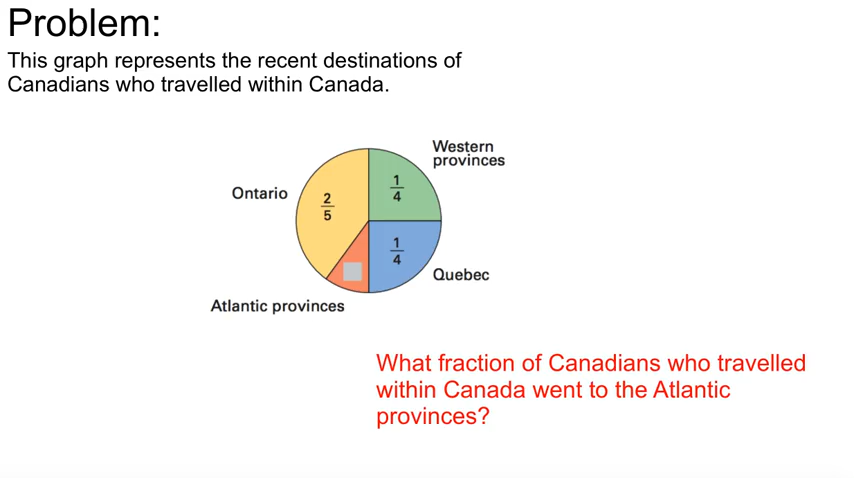 Problem:
This graph represents the recent destinations of
Canadians who travelled within Canada.
Western
provinces
Ontario
2
5
1
4
1
4
Quebec
Atlantic provinces
What fraction of Canadians who travelled
within Canada went to the Atlantic
provinces?